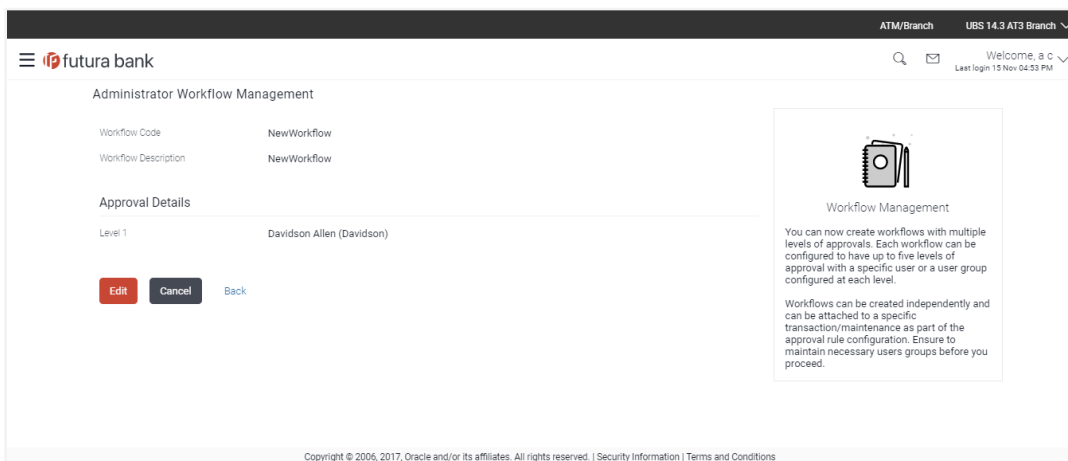 ATM/Branch UBS 14.3 AT3 Branch
futura bank
Welcome, a c
Last login 15 Nov 04:53 PM
Administrator Workflow Management
Workflow Code NewWorkflow
Workflow Description NewWorkflow
Approval Details
Level 1 Davidson Allen (Davidson)
Edit Cancel Back
Workflow Management
You can now create workflows with multiple
levels of approvals. Each workflow can be
configured to have up to five levels of
approval with a specific user or a user group
configured at each level.
Workflows can be created independently and
can be attached to a specific
transaction/maintenance as part of the
approval rule configuration. Ensure to
maintain necessary users groups before you
proceed.
Copyright © 2006, 2017, Oracle and/or its affiliates. All rights reserved. | Security Information | Terms and Conditions